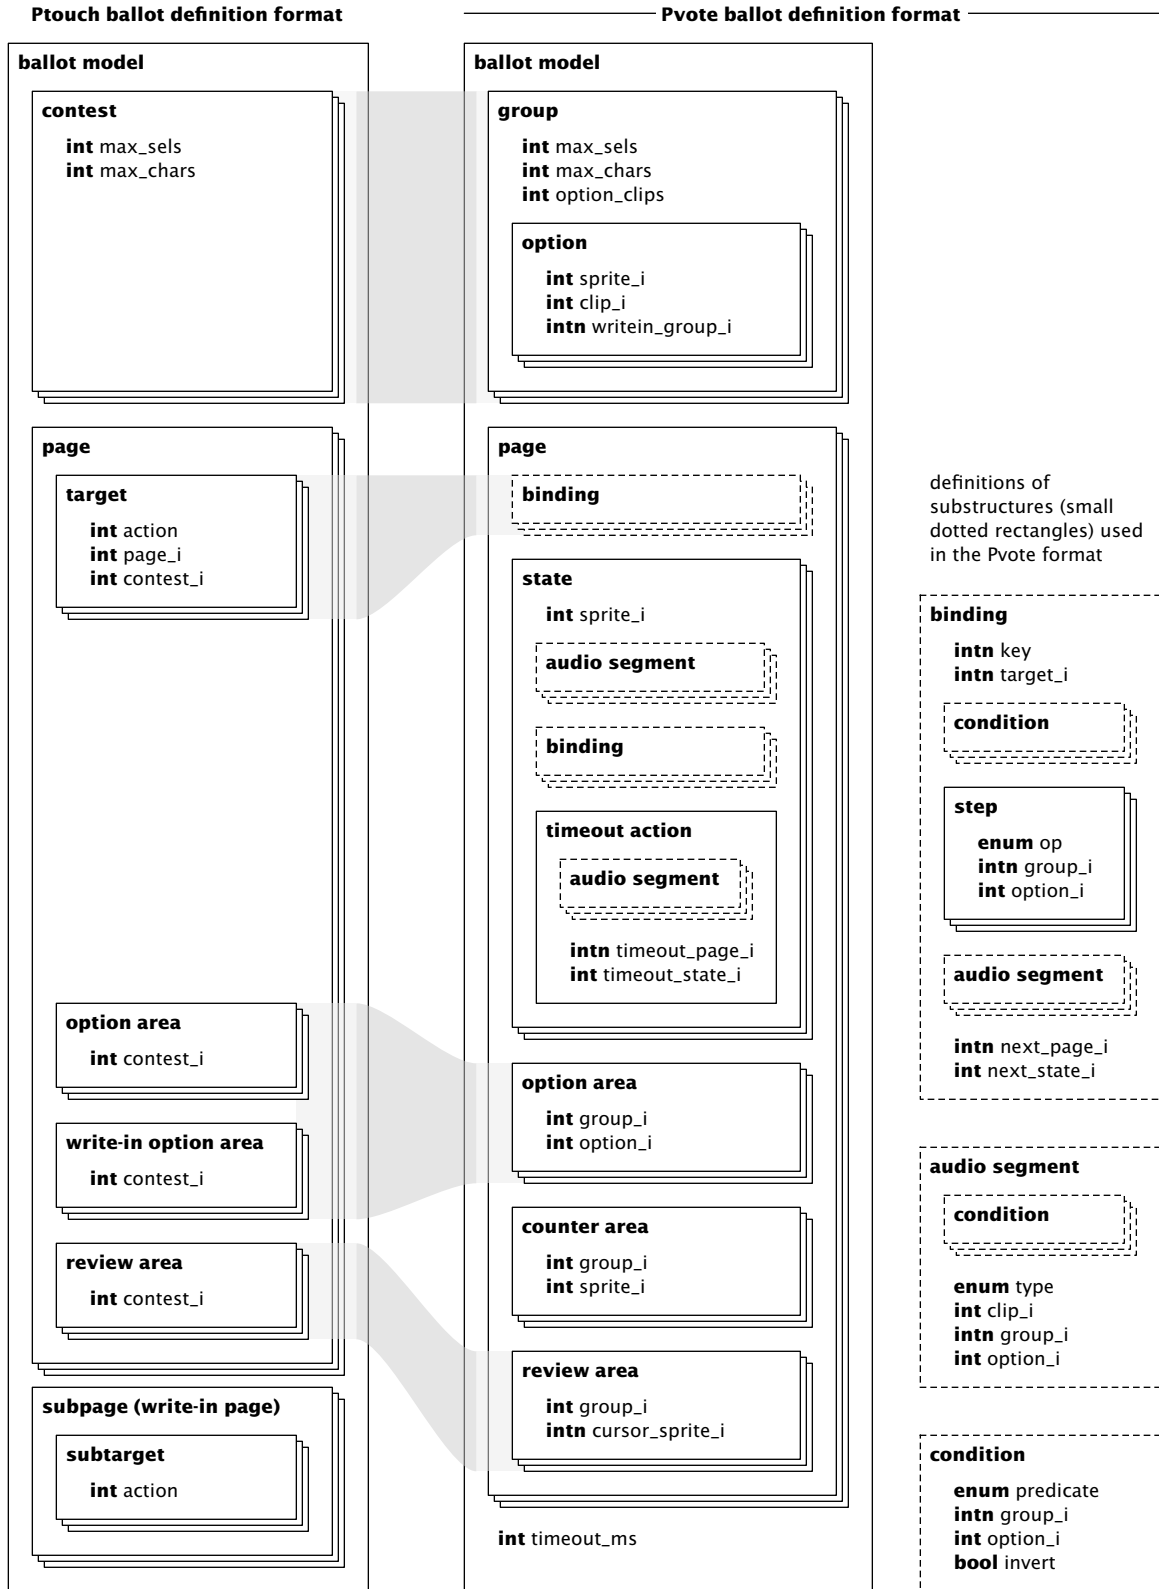 Ptouch ballot definition format
ballot model
contest
int max_sels
int max_chars
page
target
int action
int page_i
int contest_i
option area
int contest_i
write-in option area
int contest_i
review area
int contest_i
subpage (write-in page)
subtarget
int action
Pvote ballot definition format
ballot model
group
int max_sels
int max_chars
int option_clips
option
int sprite_i
int clip_i
intn writein_group_i
page
binding
state
int sprite_i
audio segment
binding
timeout action
audio segment
intn timeout_page_i
int timeout_state_i
option area
int group_i
int option_i
counter area
int group_i
int sprite_i
review area
int group_i
intn cursor_sprite_i
int timeout_ms
definitions of
substructures (small
dotted rectangles) used
in the Pvote format
binding
intn key
intn target_i
condition
step
enum op
intn group_i
int option_i
audio segment
intn next_page_i
int next_state_i
audio segment
condition
enum type
int clip_i
intn group_i
int option_i
condition
enum predicate
intn group_i
int option_i
bool invert